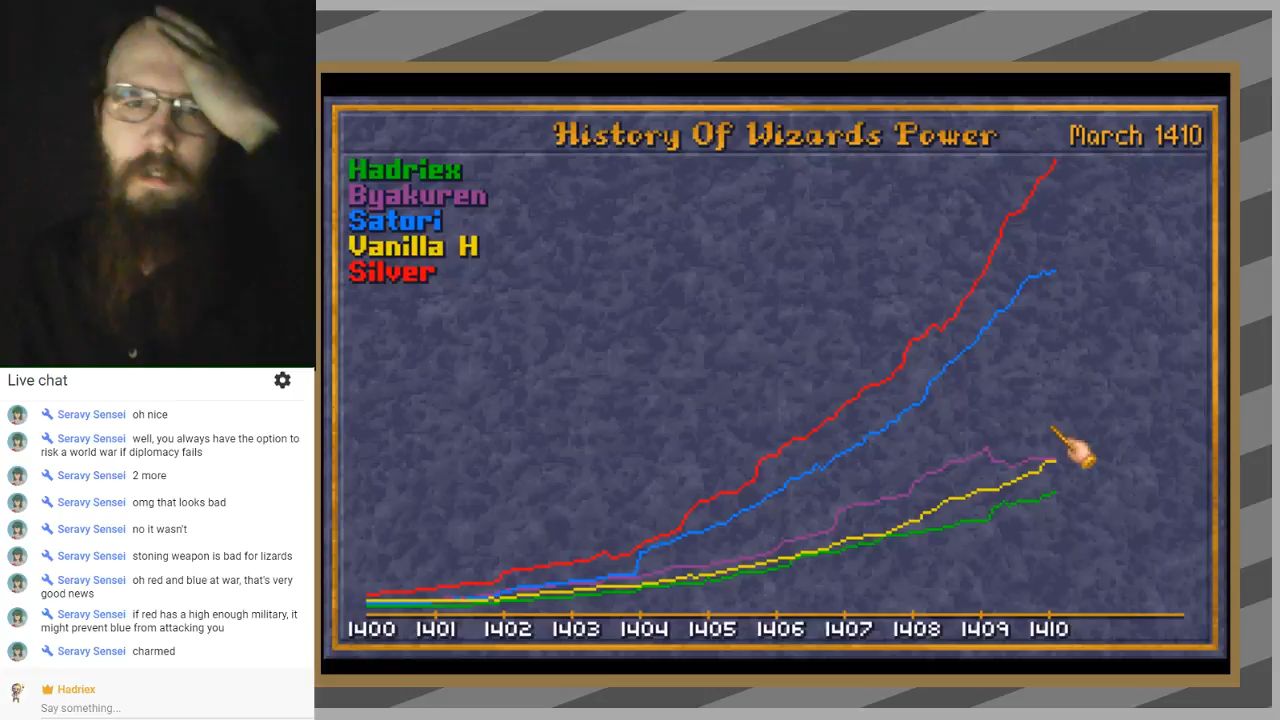 Live chat
Seravy Sensei oh nice
Seravy Sensei well, you always have the option to
risk a world war if diplomacy fails
Seravy Sensei 2 more
Seravy Sensei omg that looks bad
Seravy Sensei no it wasn't
Seravy Sensei stoning weapon is bad for lizards
Seravy Sensei oh red and blue at war, that's very
good news
Seravy Sensei if red has a high enough military, it
might prevent blue from attacking you
Seravy Sensei charmed
Hadriex
Say something...
History Of Wizards Power
March 1410
Hadriex
Byakuren
Satori
Vanilla H
Silver
1400 1401 1402 1403 1404 1405 1406 1407 1408 1409 1410